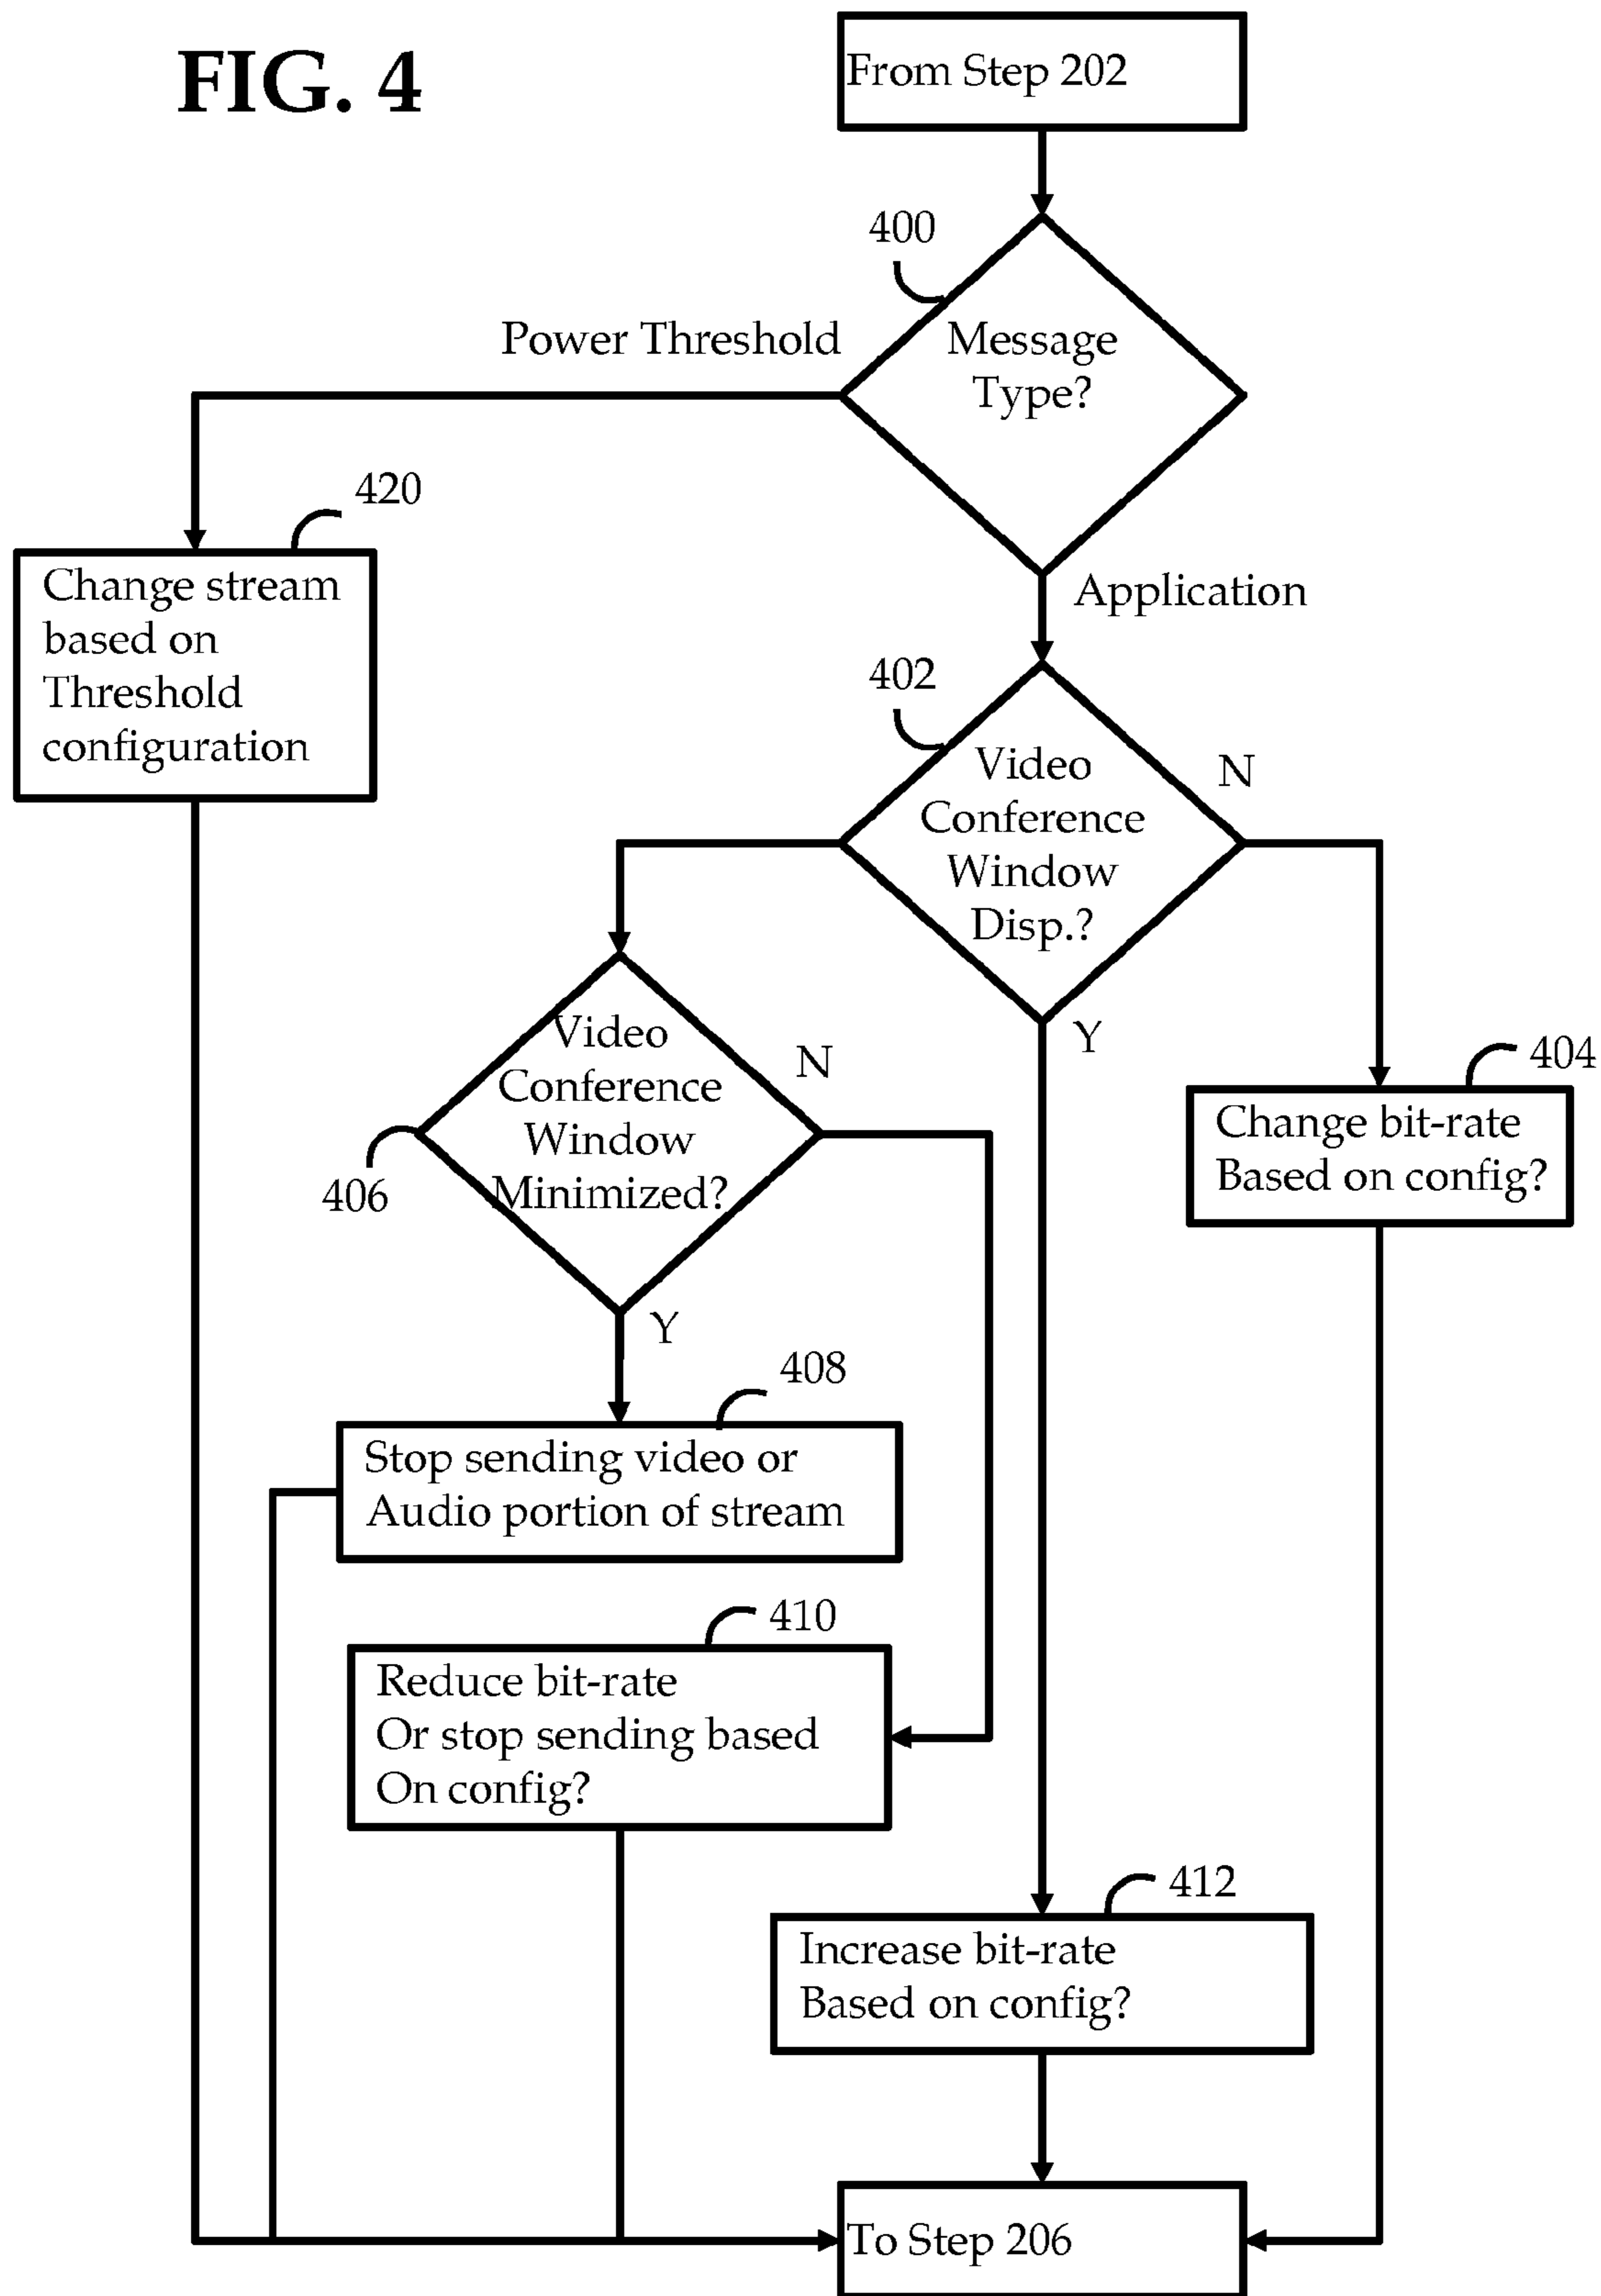 FIG. 4
From Step 202
400
Message
Type?
Power Threshold
420
Change stream
based on
Threshold
configuration
Application
402
Video
Conference
Window
Disp.?
N
Y
404
Change bit-rate
Based on config?
Video
Conference
Window
Minimized?
N
406
Y
408
Stop sending video or
Audio portion of stream
410
Reduce bit-rate
Or stop sending based
On config?
412
Increase bit-rate
Based on config?
To Step 206